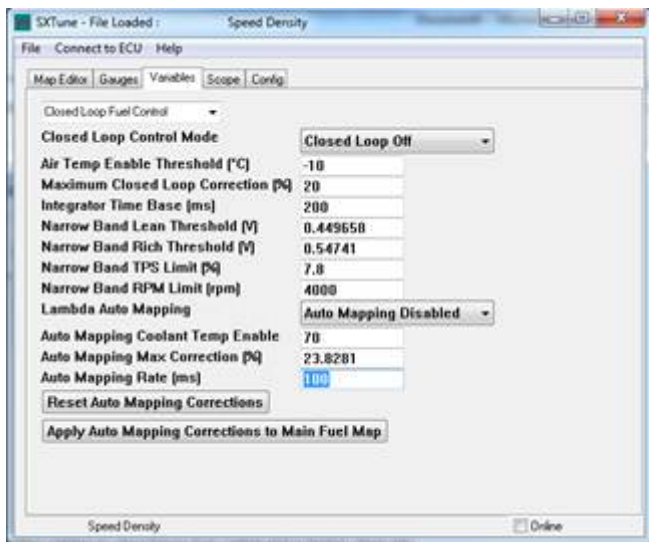 SXTune - File Loaded : Speed Density
File Connect to ECU Help
Map Editor Gauges Variables Scope Config
Closed Loop Fuel Control
Closed Loop Control Mode Closed Loop Off
Air Temp Enable Threshold (°C) -10
Maximum Closed Loop Correction (%) 20
Integrator Time Base (ms) 200
Narrow Band Lean Threshold (V) 0.449658
Narrow Band Rich Threshold (V) 0.54741
Narrow Band TPS Limit (%) 7.8
Narrow Band RPM Limit (rpm) 4000
Lambda Auto Mapping Auto Mapping Disabled
Auto Mapping Coolant Temp Enable 70
Auto Mapping Max Correction (%) 23.8281
Auto Mapping Rate (ms) 100
Reset Auto Mapping Corrections
Apply Auto Mapping Corrections to Main Fuel Map
Speed Density Online